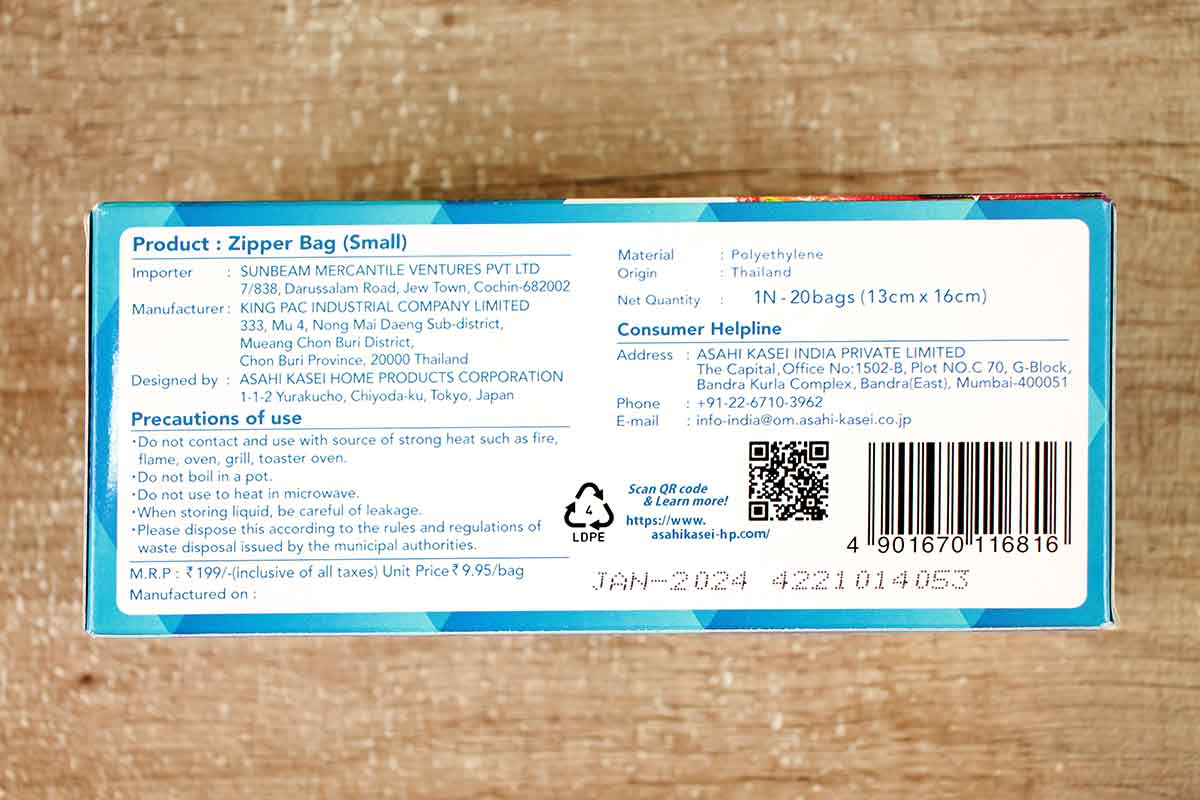 Product : Zipper Bag (Small)
Importer : SUNBEAM MERCANTILE VENTURES PVT LTD
7/838, Darussalam Road, Jew Town, Cochin-682002
Manufacturer : KING PAC INDUSTRIAL COMPANY LIMITED
333, Mu 4, Nong Mai Daeng Sub-district,
Mueang Chon Buri District,
Chon Buri Province, 20000 Thailand
Designed by : ASAHI KASEI HOME PRODUCTS CORPORATION
1-1-2 Yurakucho, Chiyoda-ku, Tokyo, Japan
Precautions of use
・Do not contact and use with source of strong heat such as fire,
flame, oven, grill, toaster oven.
・Do not boil in a pot.
・Do not use to heat in microwave.
・When storing liquid, be careful of leakage.
・Please dispose this according to the rules and regulations of
waste disposal issued by the municipal authorities.
M.R.P : ₹199/-(inclusive of all taxes) Unit Price ₹9.95/bag
Manufactured on :
Material : Polyethylene
Origin : Thailand
Net Quantity : 1N - 20bags (13cm x 16cm)
Consumer Helpline
Address : ASAHI KASEI INDIA PRIVATE LIMITED
The Capital, Office No:1502-B, Plot NO.C 70, G-Block,
Bandra Kurla Complex, Bandra(East), Mumbai-400051
Phone : +91-22-6710-3962
E-mail : info-india@om.asahi-kasei.co.jp
4
LDPE
Scan QR code
& Learn more!
https://www.
asahikasei-hp.com/
4 901670 116816
JAN-2024 4221014053